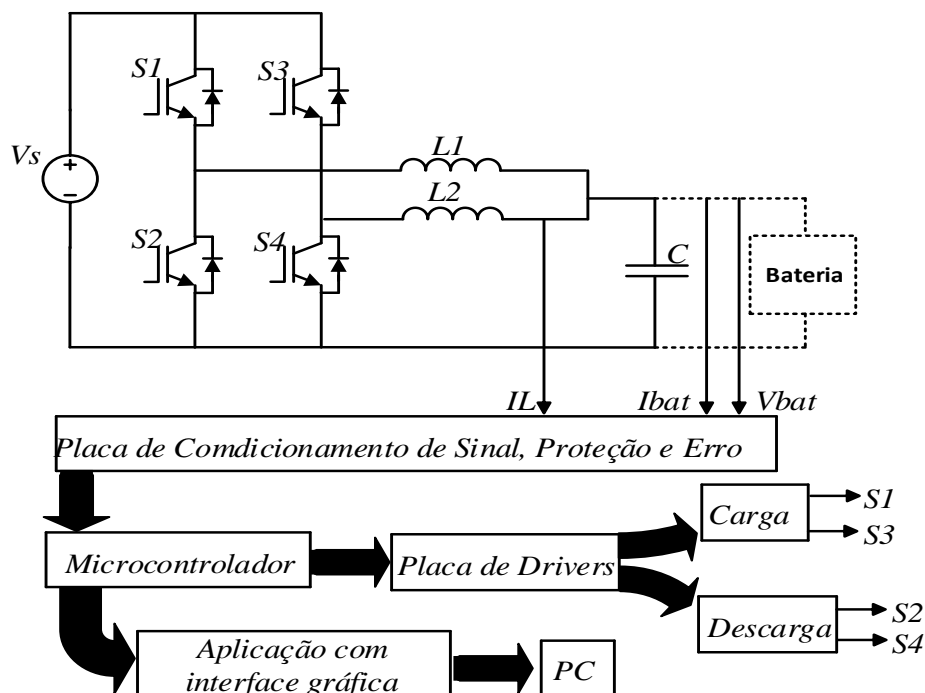 S1
S3
Vs
L1
L2
S2
S4
C
Bateria
IL
Ibat
Vbat
Placa de Comdicionamento de Sinal, Proteção e Erro
Carga
S1
S3
Microcontrolador
Placa de Drivers
Descarga
S2
S4
Aplicação com
interface gráfica
PC